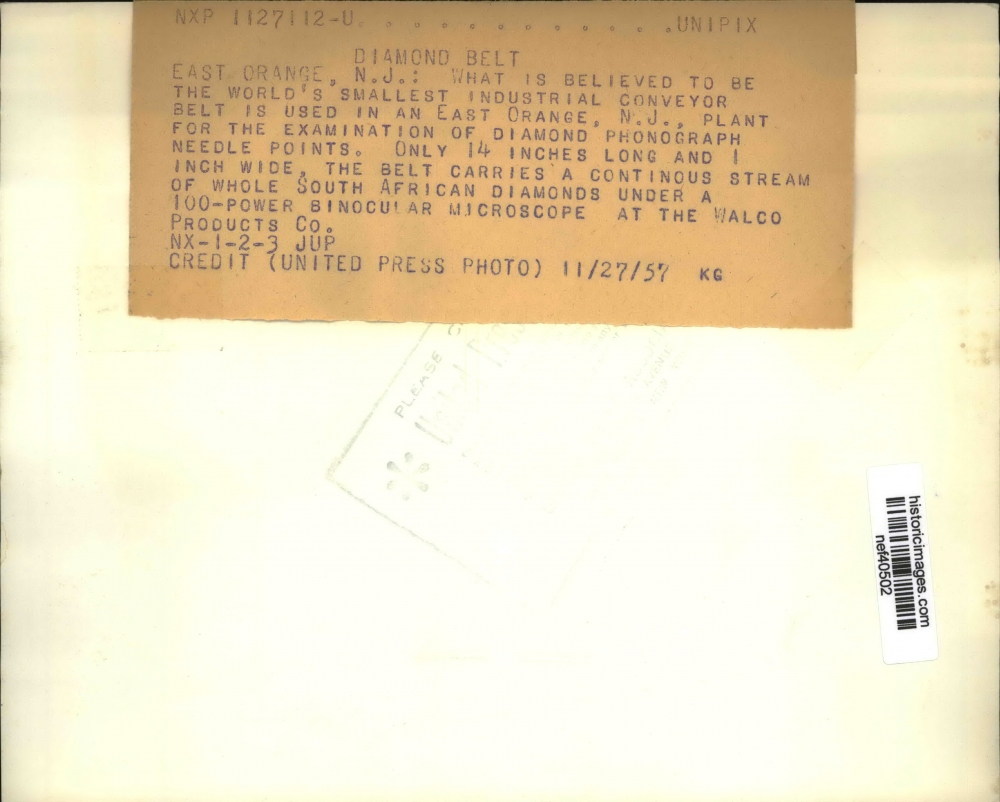 NXP 1127112-U. . . . . . . . . . . . .UNIPIX
DIAMOND BELT
EAST ORANGE, N.J.: WHAT IS BELIEVED TO BE
THE WORLD'S SMALLEST INDUSTRIAL CONVEYOR
BELT IS USED IN AN EAST ORANGE, N.J., PLANT
FOR THE EXAMINATION OF DIAMOND PHONOGRAPH
NEEDLE POINTS. ONLY 14 INCHES LONG AND 1
INCH WIDE, THE BELT CARRIES A CONTINOUS STREAM
OF WHOLE SOUTH AFRICAN DIAMONDS UNDER A
100-POWER BINOCULAR MICROSCOPE AT THE WALCO
PRODUCTS CO.
NX-1-2-3 JUP
CREDIT (UNITED PRESS PHOTO) 11/27/57 KG
PLEASE
historicimages.com
nef40502